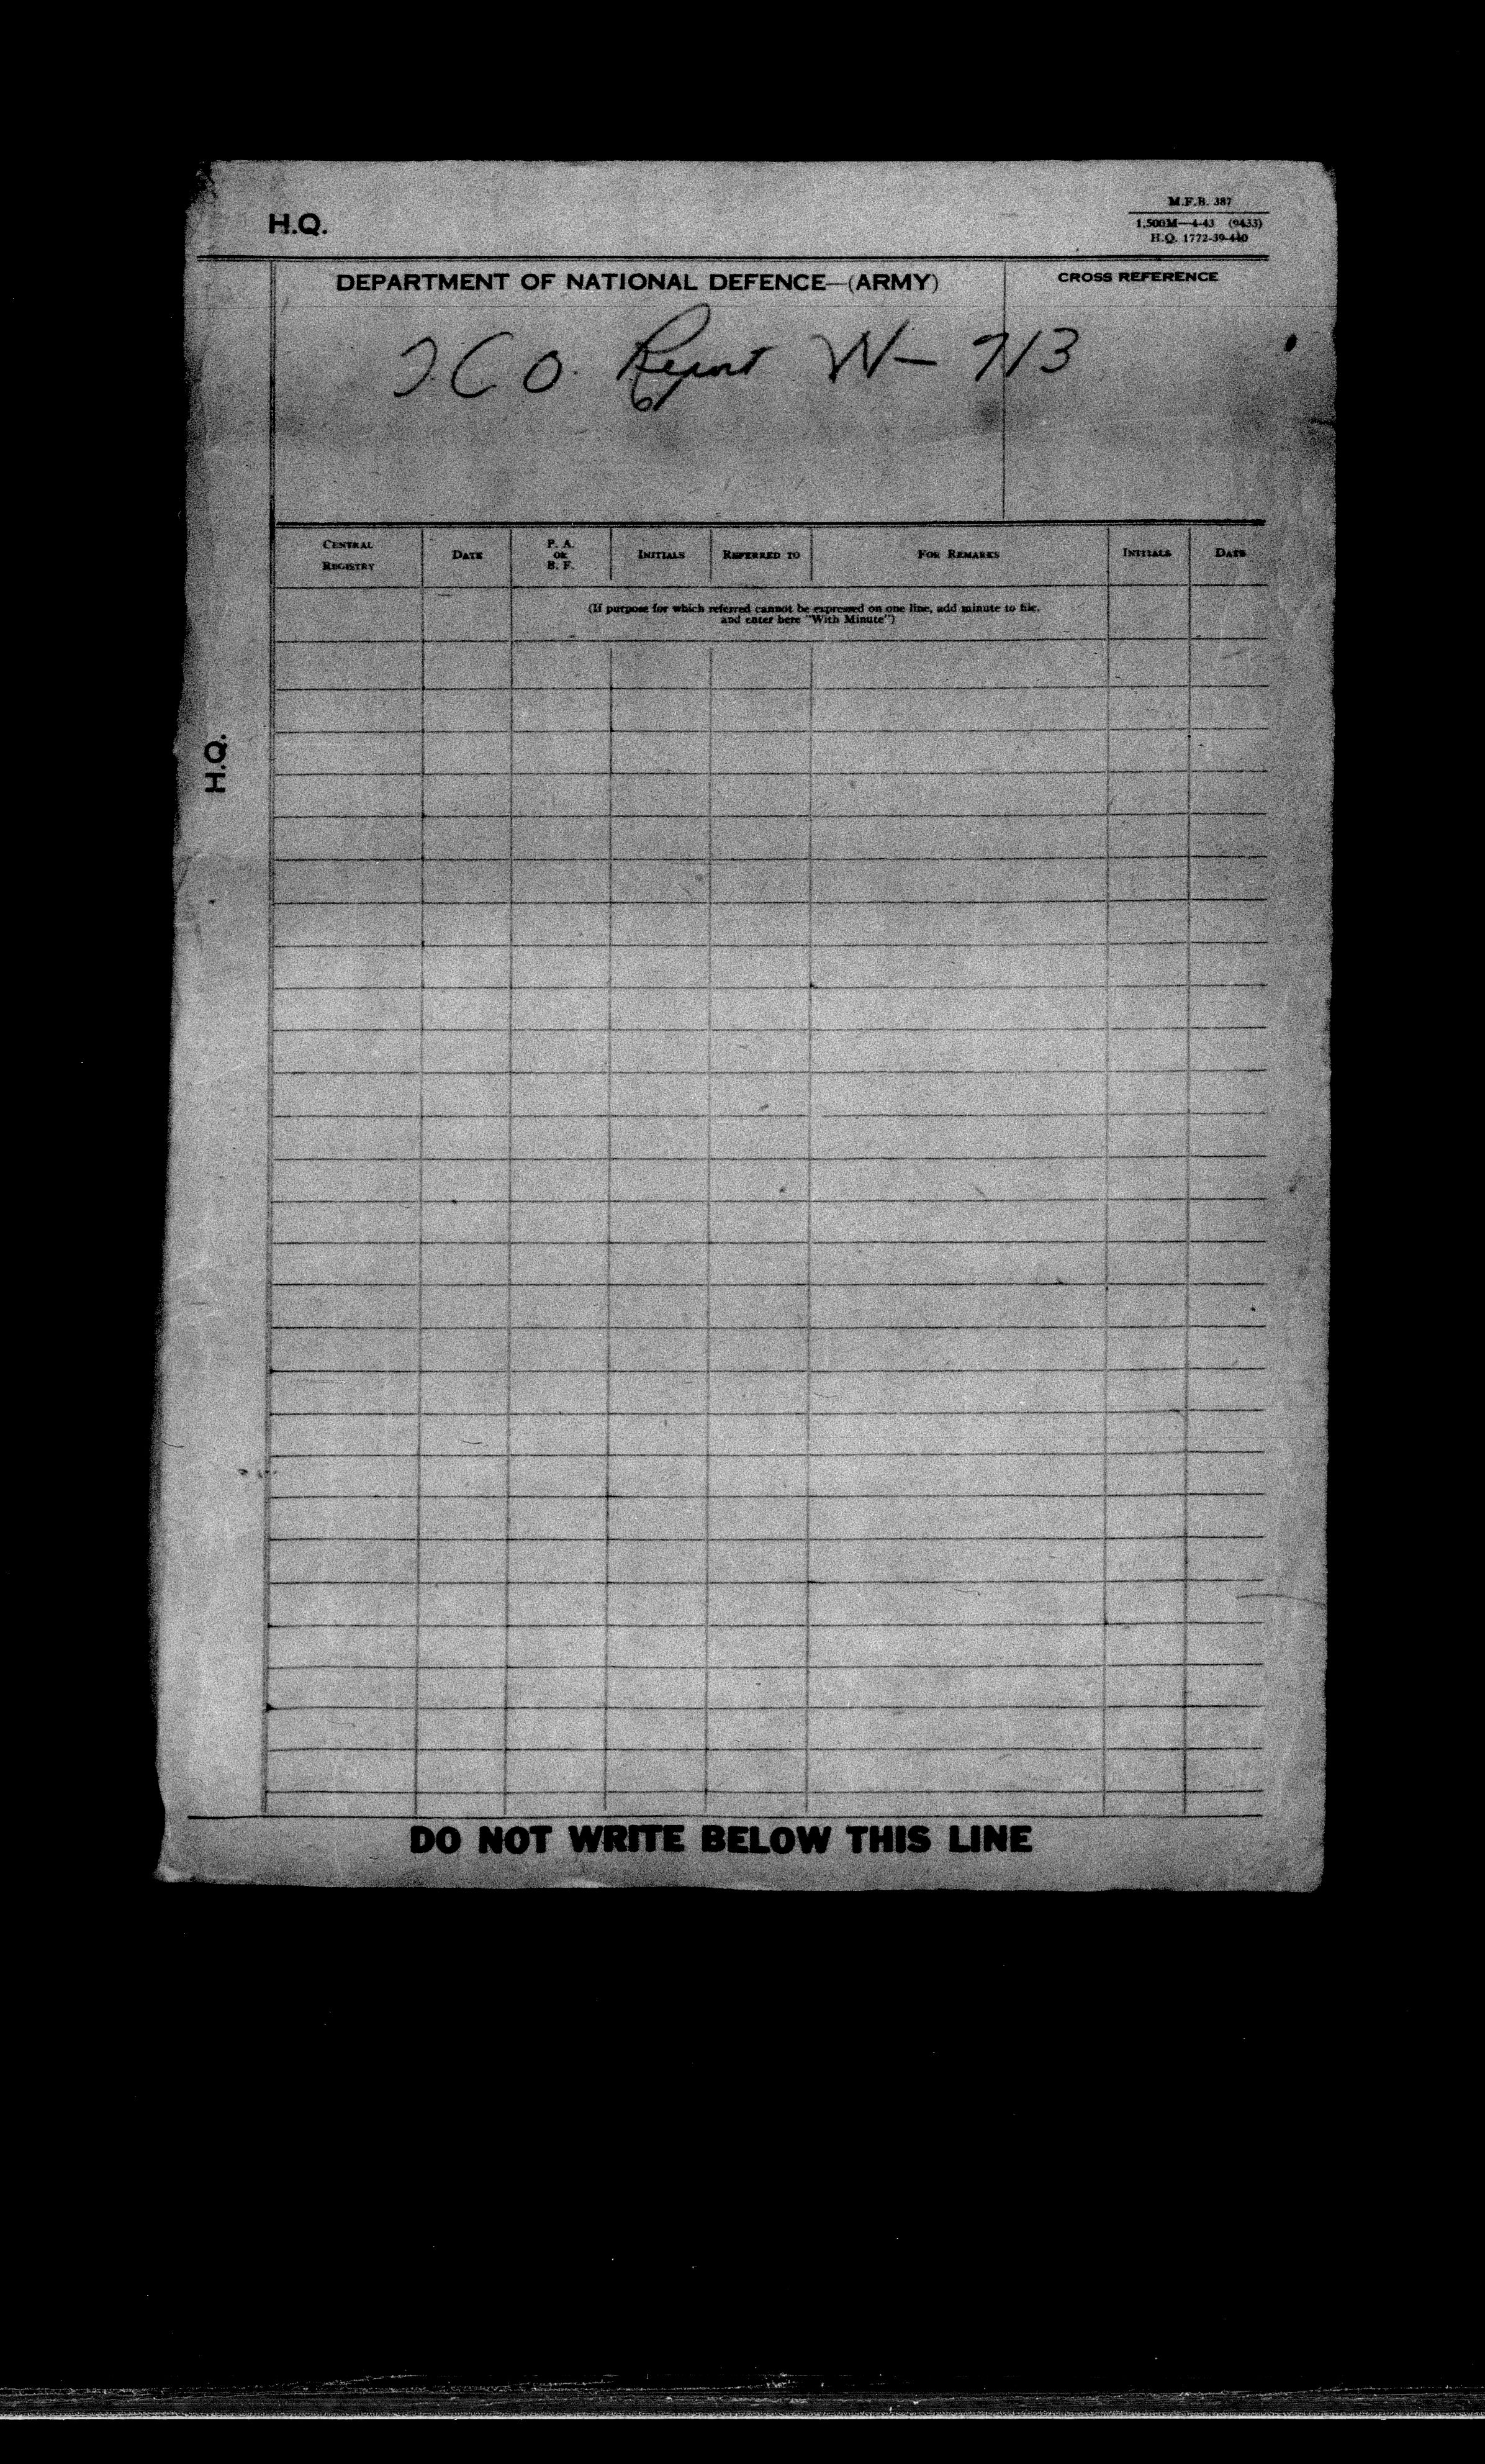 H.Q.
M.F.B. 387
1,500M—4-43 (9433)
H.Q. 1772-39-440
DEPARTMENT OF NATIONAL DEFENCE—(ARMY)
CROSS REFERENCE
C O. Report W- 713
CENTRAL REGISTRY
DATE
P. A. OR B. F.
INITIALS
REFERRED TO
FOR REMARKS
INITIALS
DATE
(If purpose for which referred cannot be expressed on one line, add minute to file,
and enter here "With Minute")
H.Q.
DO NOT WRITE BELOW THIS LINE